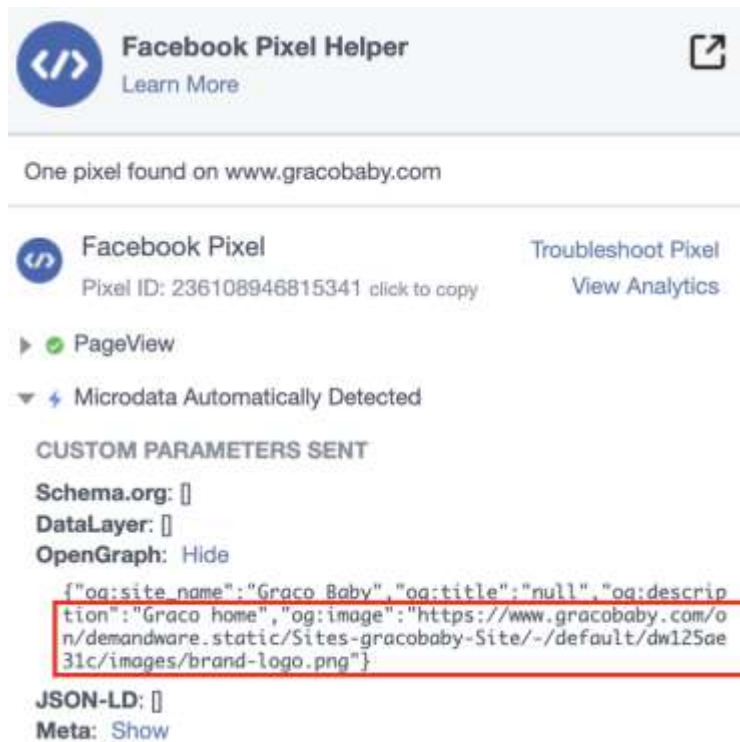 Facebook Pixel Helper
Learn More
One pixel found on www.gracobaby.com
Facebook Pixel
Troubleshoot Pixel
Pixel ID: 236108946815341 click to copy
View Analytics
PageView
Microdata Automatically Detected
CUSTOM PARAMETERS SENT
Schema.org: []
DataLayer: []
OpenGraph: Hide
{"og:site_name":"Graco Baby","og:title":"null","og:descrip
tion":"Graco home","og:image":"https://www.gracobaby.com/o
n/demandware.static/Sites-gracobaby-Site/-/default/dw125ae
31c/images/brand-logo.png"}
JSON-LD: []
Meta: Show